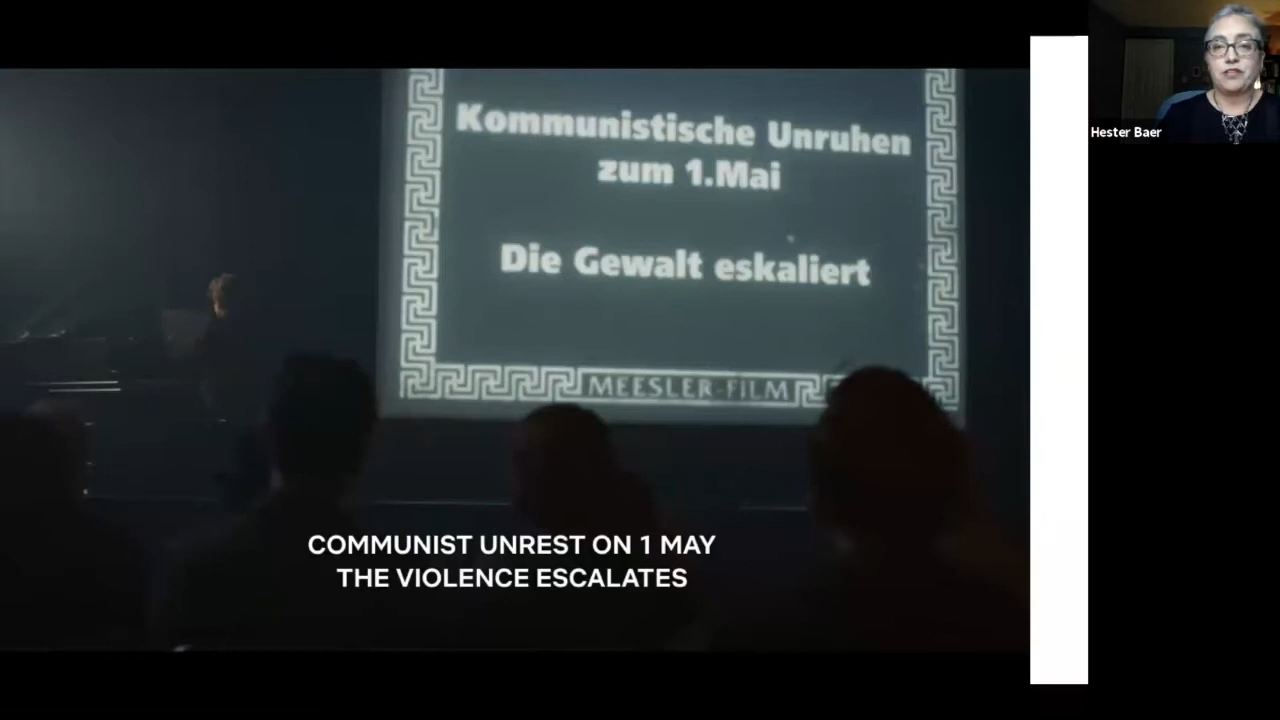 Kommunistische Unruhen
zum 1.Mai
Die Gewalt eskaliert
MEESLER-FILM
COMMUNIST UNREST ON 1 MAY
THE VIOLENCE ESCALATES
Hester Baer